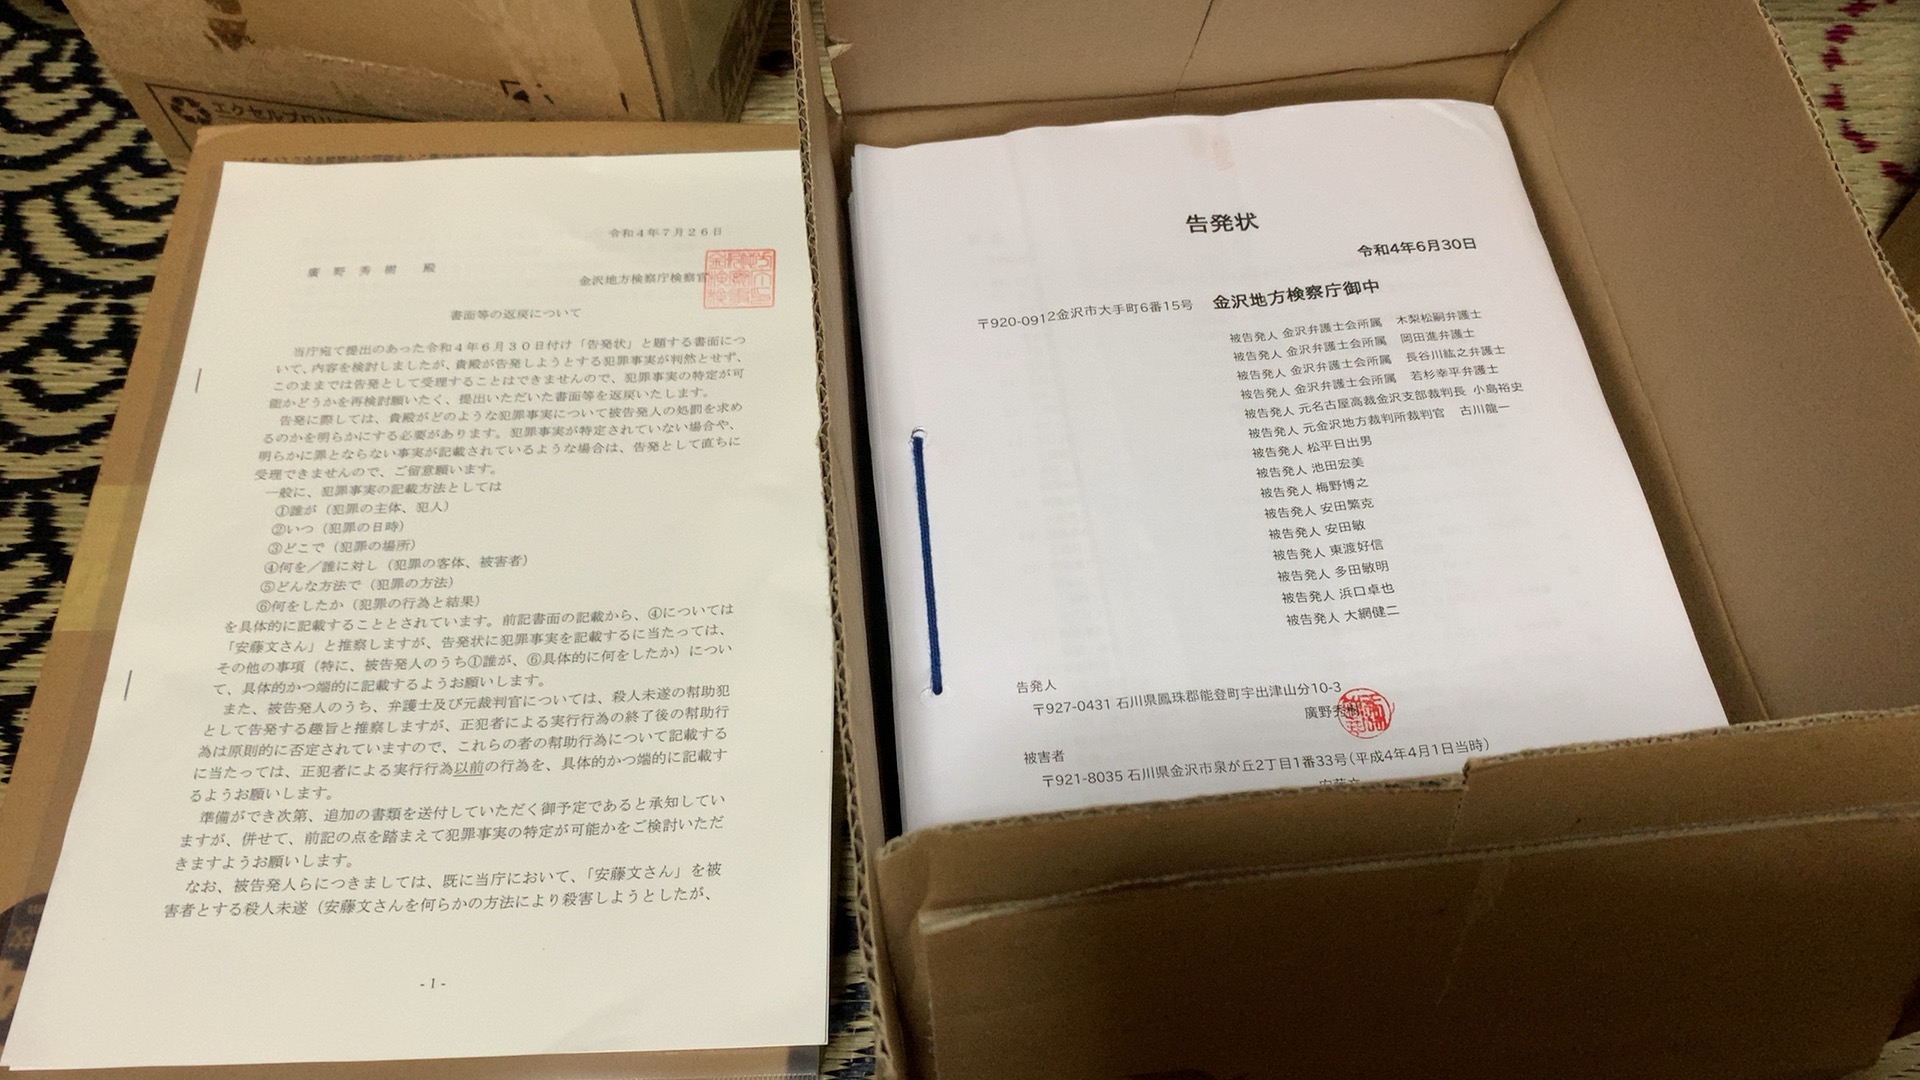 エクセルプロ
令和4年7月26日
廣野秀樹 殿
金沢地方検察庁検察官
書面等の返戻について
当庁宛て提出のあった令和4年6月30日付け「告発状」と題する書面につ
いて、内容を検討しましたが、貴殿が告発しようとする犯罪事実が判然とせず、
このままでは告発として受理することはできませんので、犯罪事実の特定が可
能かどうかを再検討願いたく、提出いただいた書面等を返戻いたします。
告発に際しては、貴殿がどのような犯罪事実について被告発人の処罰を求め
るのかを明らかにする必要があります。犯罪事実が特定されていない場合や、
明らかに罪とならない事実が記載されているような場合は、告発として直ちに
受理できませんので、ご留意願います。
一般に、犯罪事実の記載方法としては
①誰が（犯罪の主体、犯人）
②いつ（犯罪の日時）
③どこで（犯罪の場所）
④何を／誰に対し（犯罪の客体、被害者）
⑤どんな方法で（犯罪の方法）
⑥何をしたか（犯罪の行為と結果）
を具体的に記載することとされています。前記書面の記載から、④については
「安藤文さん」と推察しますが、告発状に犯罪事実を記載するに当たっては、
その他の事項（特に、被告発人のうち①誰が、⑥具体的に何をしたか）につい
て、具体的かつ端的に記載するようお願いします。
また、被告発人のうち、弁護士及び元裁判官については、殺人未遂の幇助犯
として告発する趣旨と推察しますが、正犯者による実行行為の終了後の幇助行
為は原則的に否定されていますので、これらの者の幇助行為について記載する
に当たっては、正犯者による実行行為以前の行為を、具体的かつ端的に記載す
るようお願いします。
準備ができ次第、追加の書類を送付していただく御予定であると承知してい
ますが、併せて、前記の点を踏まえて犯罪事実の特定が可能かをご検討いただ
きますようお願いします。
なお、被告発人らにつきましては、既に当庁において、「安藤文さん」を被
害者とする殺人未遂（安藤文さんを何らかの方法により殺害しようとしたが、
- 1 -
告発状
令和4年6月30日
〒920-0912金沢市大手町6番15号 金沢地方検察庁御中
被告発人 金沢弁護士会所属 木梨松嗣弁護士
被告発人 金沢弁護士会所属 岡田進弁護士
被告発人 金沢弁護士会所属 長谷川紘之弁護士
被告発人 金沢弁護士会所属 若杉幸平弁護士
被告発人 元名古屋高裁金沢支部裁判長 小島裕史
被告発人 元金沢地方裁判所裁判官 古川龍一
被告発人 松平日出男
被告発人 池田宏美
被告発人 梅野博之
被告発人 安田繁克
被告発人 安田敏
被告発人 東渡好信
被告発人 多田敏明
被告発人 浜口卓也
被告発人 大網健二
告発人
〒927-0431 石川県鳳珠郡能登町宇出津山分10-3
廣野秀樹
被害者
〒921-8035 石川県金沢市泉が丘2丁目1番33号（平成4年4月1日当時）
安藤文